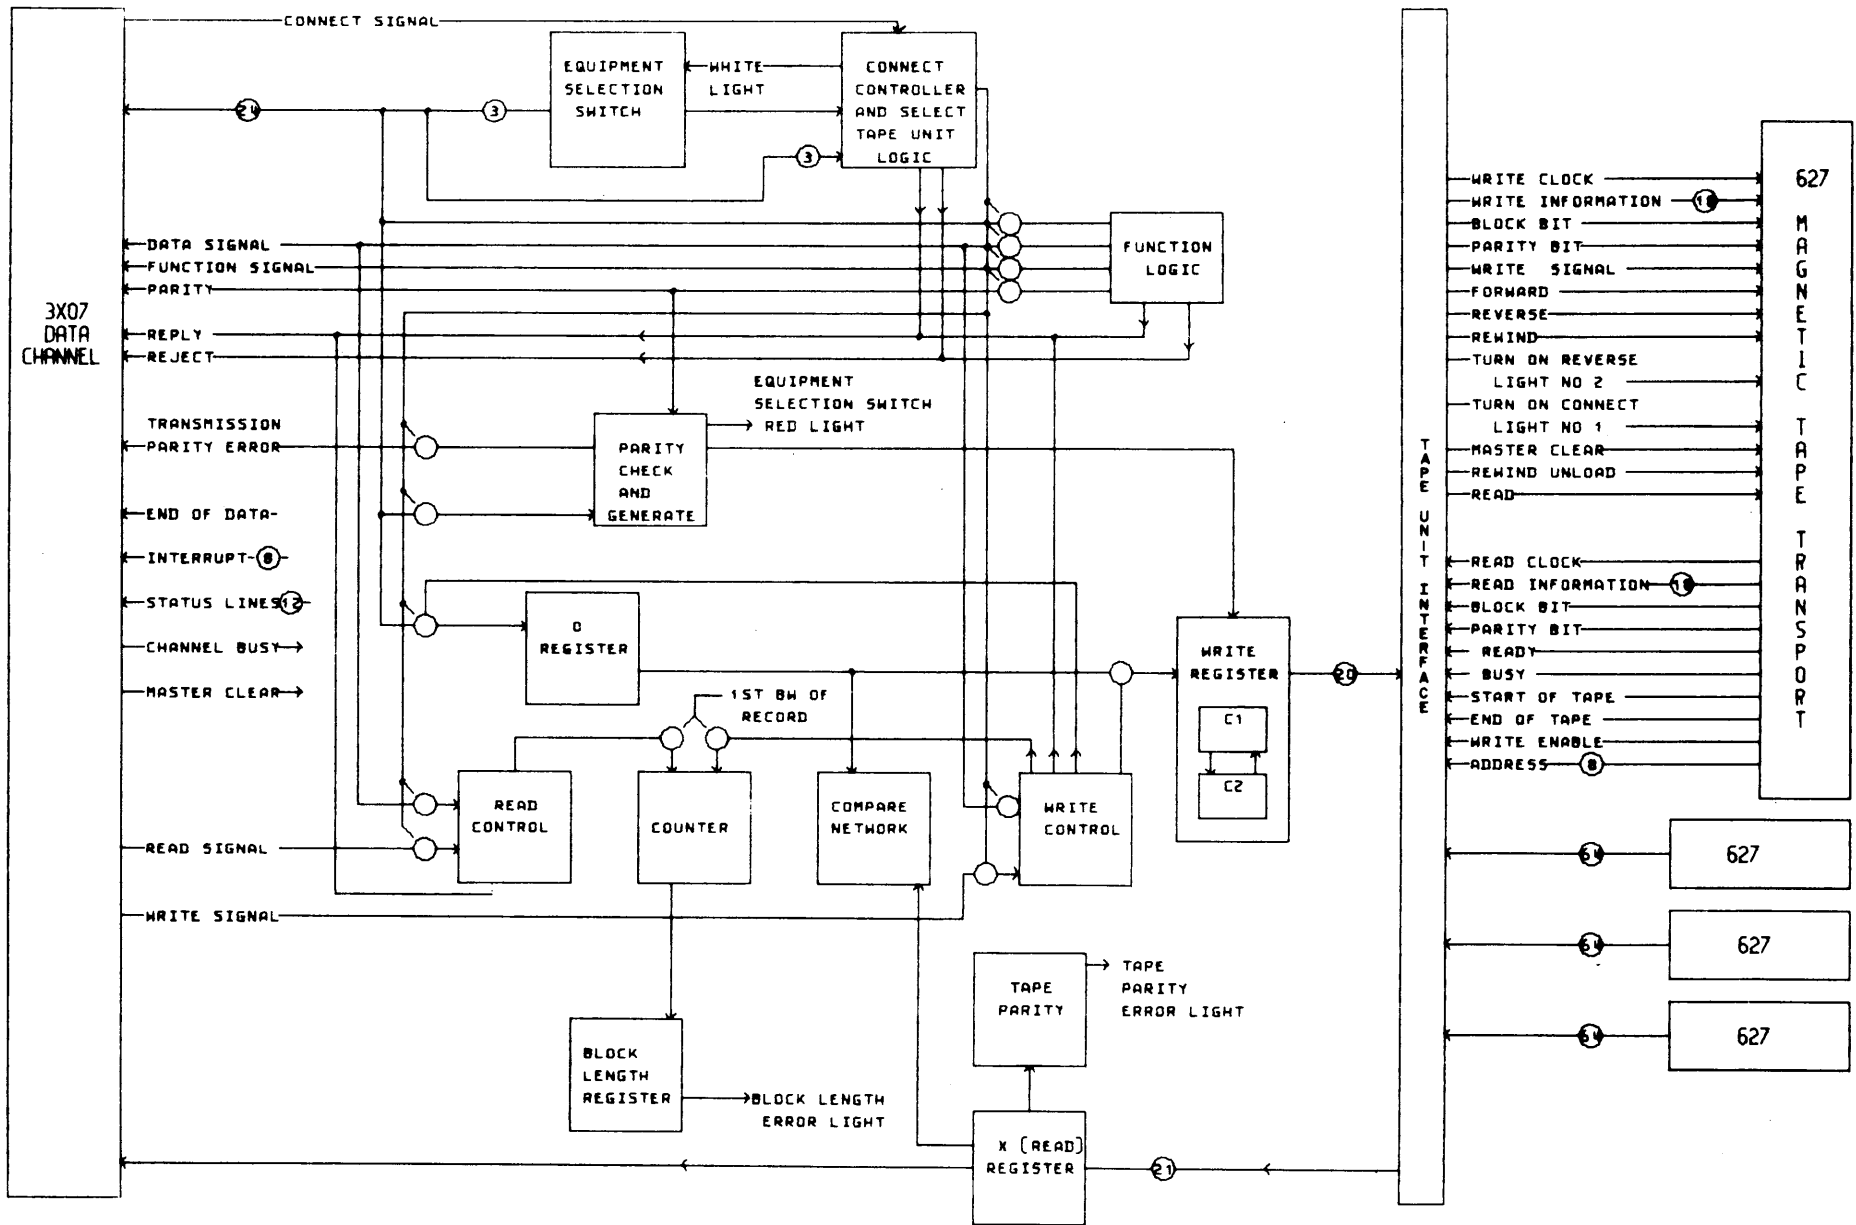 CONNECT SIGNAL
3X07
DATA
CHANNEL
24
3
EQUIPMENT
SELECTION
SWITCH
WHITE
LIGHT
CONNECT
CONTROLLER
AND SELECT
TAPE UNIT
LOGIC
3
DATA SIGNAL
FUNCTION SIGNAL
PARITY
REPLY
REJECT
FUNCTION
LOGIC
TRANSMISSION
PARITY ERROR
END OF DATA
INTERRUPT 8
STATUS LINES 12
CHANNEL BUSY
MASTER CLEAR
READ SIGNAL
WRITE SIGNAL
EQUIPMENT
SELECTION SWITCH
RED LIGHT
PARITY
CHECK
AND
GENERATE
D
REGISTER
1ST BW OF
RECORD
READ
CONTROL
COUNTER
COMPARE
NETWORK
WRITE
CONTROL
WRITE
REGISTER
C1
C2
20
BLOCK
LENGTH
REGISTER
BLOCK LENGTH
ERROR LIGHT
TAPE
PARITY
TAPE
PARITY
ERROR LIGHT
X (READ)
REGISTER
21
TAPE UNIT INTERFACE
WRITE CLOCK
WRITE INFORMATION
BLOCK BIT
PARITY BIT
WRITE SIGNAL
FORWARD
REVERSE
REWIND
TURN ON REVERSE
LIGHT NO 2
TURN ON CONNECT
LIGHT NO 1
MASTER CLEAR
REWIND UNLOAD
READ
READ CLOCK
READ INFORMATION
BLOCK BIT
PARITY BIT
READY
BUSY
START OF TAPE
END OF TAPE
WRITE ENABLE
ADDRESS 8
627
MAGNETIC TAPE TRANSPORT
627
627
627